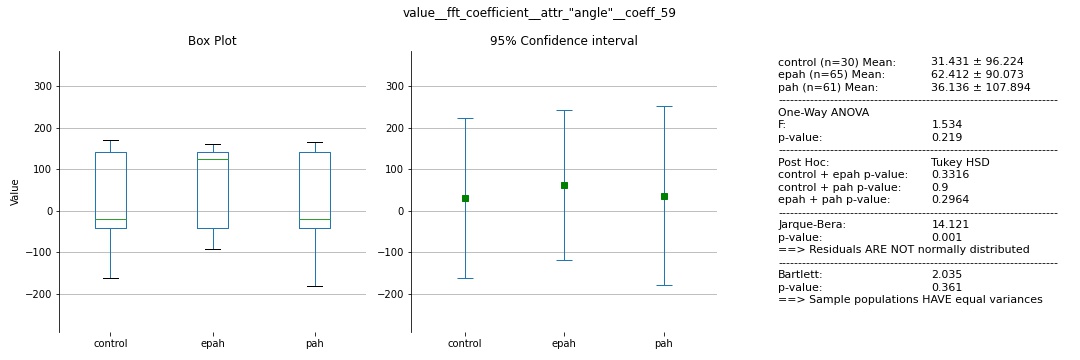 value__fft_coefficient__attr_"angle"__coeff_59
Box Plot
Value
300
200
100
0
−100
−200
control
epah
pah
95% Confidence interval
300
200
100
0
−100
−200
control
epah
pah
control (n=30) Mean: 31.431 ± 96.224
epah (n=65) Mean: 62.412 ± 90.073
pah (n=61) Mean: 36.136 ± 107.894
One-Way ANOVA
F: 1.534
p-value: 0.219
Post Hoc: Tukey HSD
control + epah p-value: 0.3316
control + pah p-value: 0.9
epah + pah p-value: 0.2964
Jarque-Bera: 14.121
p-value: 0.001
==> Residuals ARE NOT normally distributed
Bartlett: 2.035
p-value: 0.361
==> Sample populations HAVE equal variances